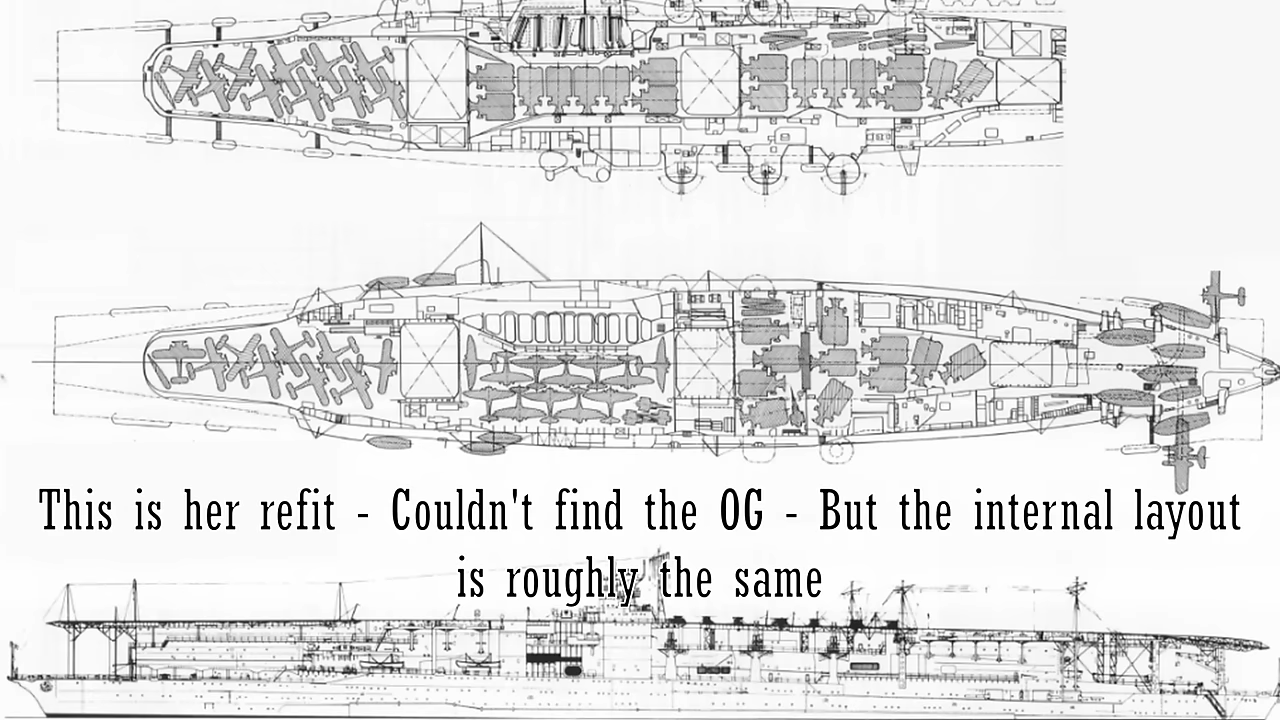 This is her refit - Couldn't find the OG - But the internal layout
is roughly the same